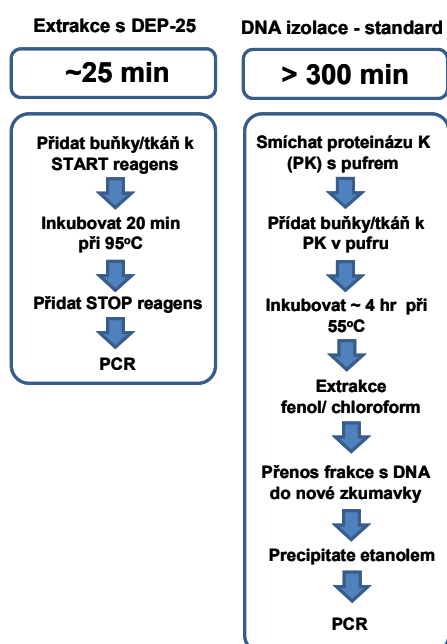 Extrakce s DEP-25
~25 min
Přidat buňky/tkáň k
START reagens
Inkubovat 20 min
při 95ºC
Přidat STOP reagens
PCR
DNA izolace - standard
> 300 min
Smíchat proteinázu K
(PK) s pufrem
Přídat buňky/tkáň k
PK v pufru
Inkubovat ~ 4 hr při
55ºC
Extrakce
fenol/ chloroform
Přenos frakce s DNA
do nové zkumavky
Precipitate etanolem
PCR